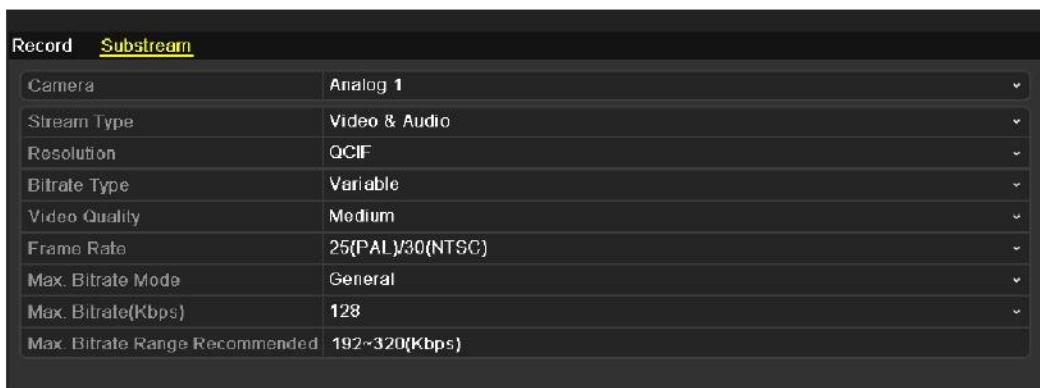 Record Substream
Camera Analog 1
Stream Type Video & Audio
Resolution QCIF
Bitrate Type Variable
Video Quality Medium
Frame Rate 25(PAL)/30(NTSC)
Max. Bitrate Mode General
Max. Bitrate(Kbps) 128
Max. Bitrate Range Recommended 192~320(Kbps)